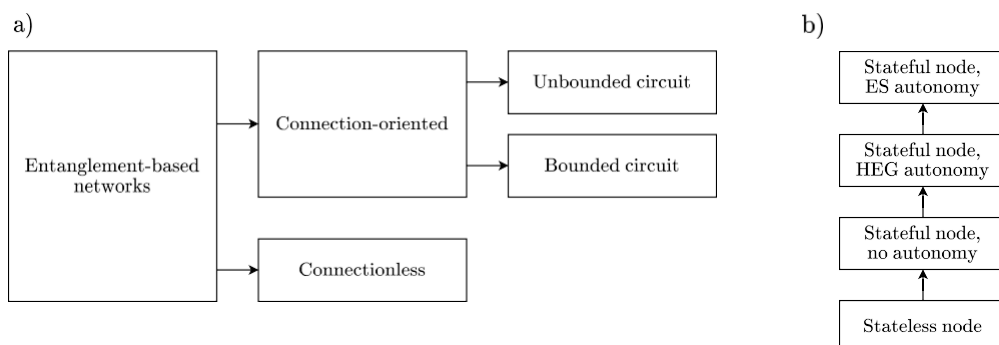 a)
Entanglement-based
networks
Connection-oriented
Unbounded circuit
Bounded circuit
Connectionless
b)
Stateful node,
ES autonomy
Stateful node,
HEG autonomy
Stateful node,
no autonomy
Stateless node